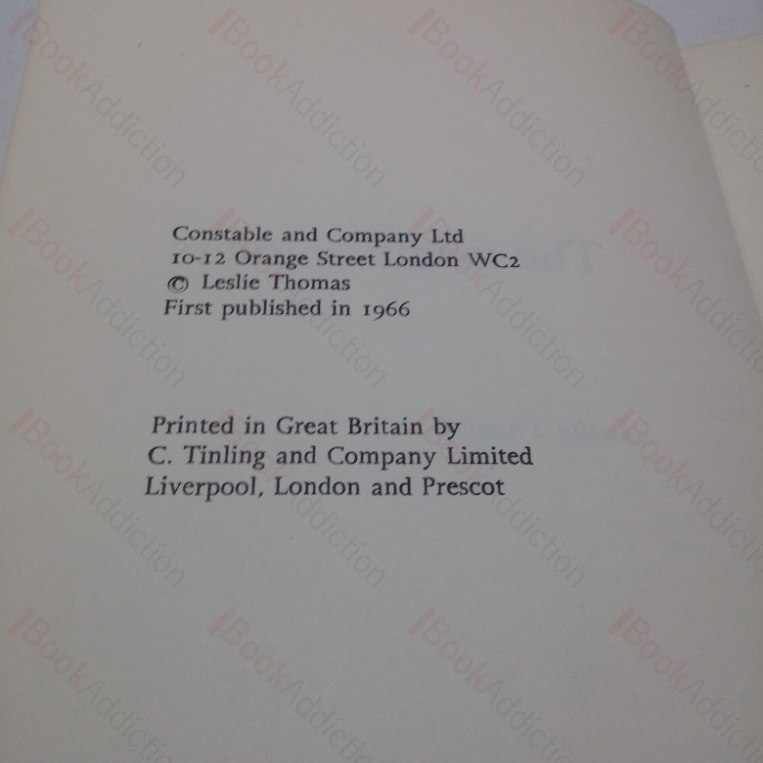 Constable and Company Ltd
10-12 Orange Street London WC2
© Leslie Thomas
First published in 1966
Printed in Great Britain by
C. Tinling and Company Limited
Liverpool, London and Prescot
BookAddiction